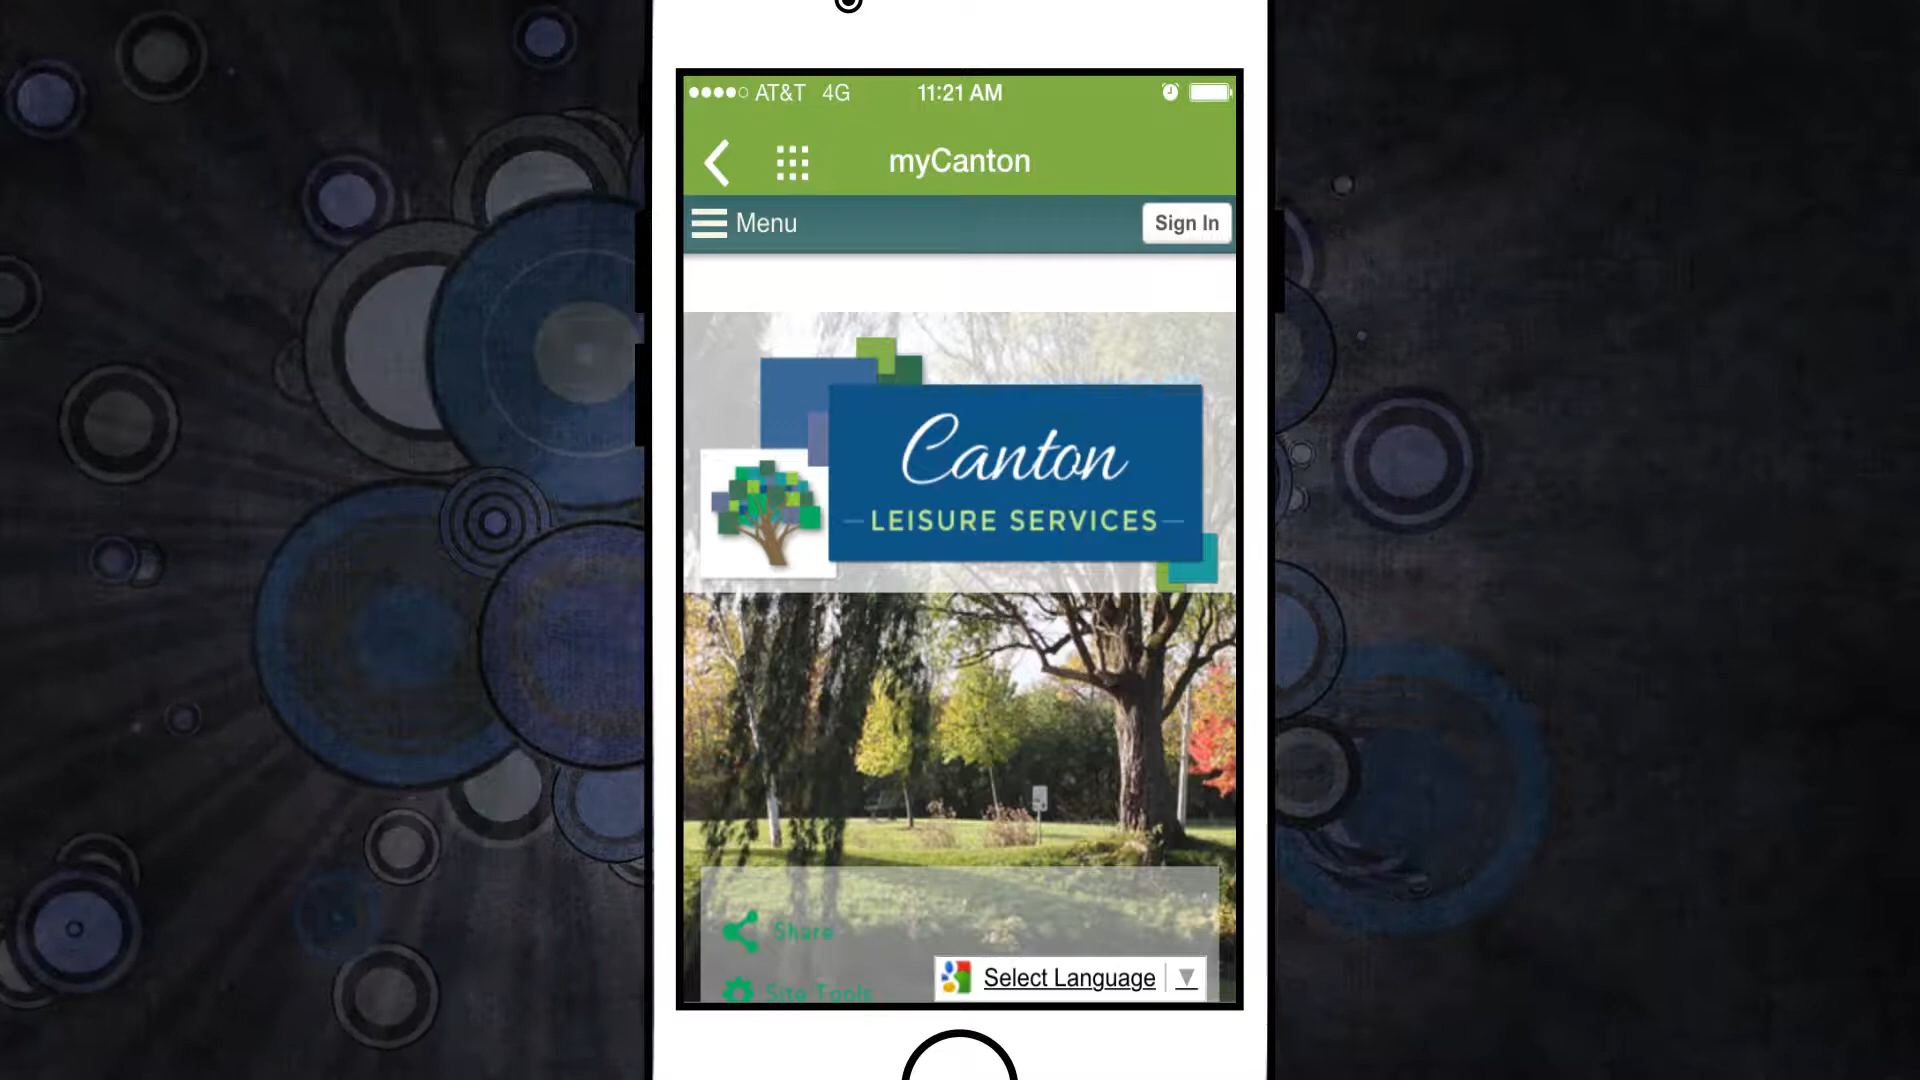 AT&T 4G 11:21 AM
myCanton
Menu
Sign In
Canton
LEISURE SERVICES
Share
Select Language
Site Tools